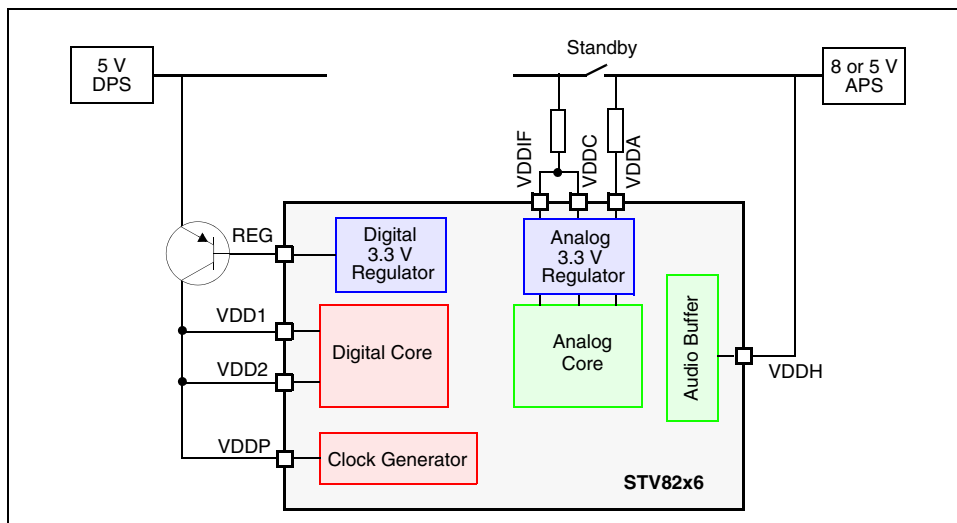 Standby
5 V
DPS
8 or 5 V
APS
VDDIF
VDDC
VDDA
REG
Digital
3.3 V
Regulator
Analog
3.3 V
Regulator
VDD1
Digital Core
Analog
Core
Audio Buffer
VDDH
VDD2
VDDP
Clock Generator
STV82x6